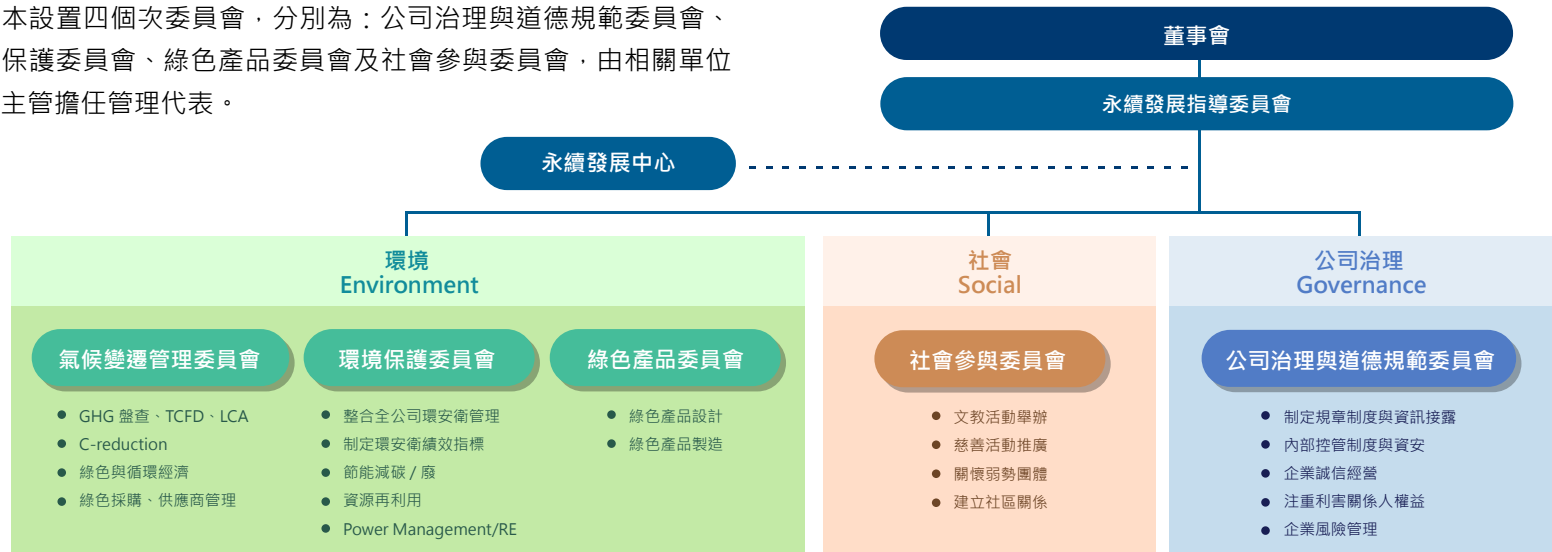 本設置四個次委員會，分別為：公司治理與道德規範委員會、
保護委員會、綠色產品委員會及社會參與委員會，由相關單位
主管擔任管理代表。
董事會
永續發展指導委員會
永續發展中心
環境
Environment
氣候變遷管理委員會
GHG 盤查、TCFD、LCA
C-reduction
綠色與循環經濟
綠色採購、供應商管理
環境保護委員會
整合全公司環安衛管理
制定環安衛績效指標
節能減碳 / 廢
資源再利用
Power Management/RE
綠色產品委員會
綠色產品設計
綠色產品製造
社會
Social
社會參與委員會
文教活動舉辦
慈善活動推廣
關懷弱勢團體
建立社區關係
公司治理
Governance
公司治理與道德規範委員會
制定規章制度與資訊接露
內部控管制度與資安
企業誠信經營
注重利害關係人權益
企業風險管理